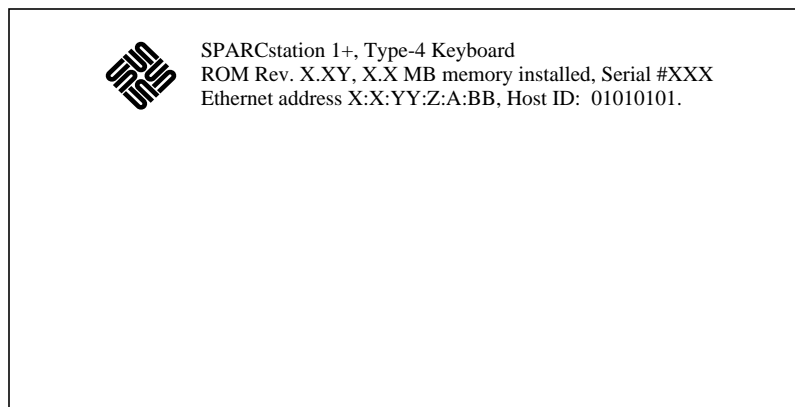 SPARCstation 1+, Type-4 Keyboard
ROM Rev. X.XY, X.X MB memory installed, Serial #XXX
Ethernet address X:X:YY:Z:A:BB, Host ID: 01010101.